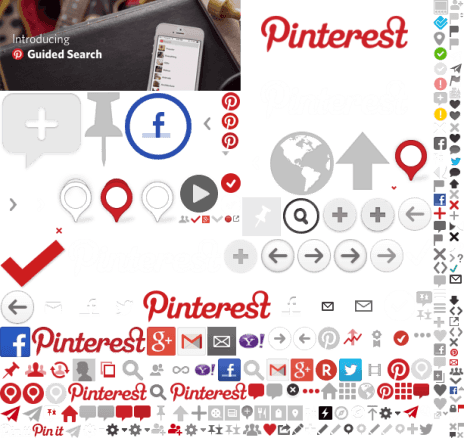 Introducing
Guided Search
Pinterest
Pinterest
Pinterest
Pinterest
Pinterest
Pin it